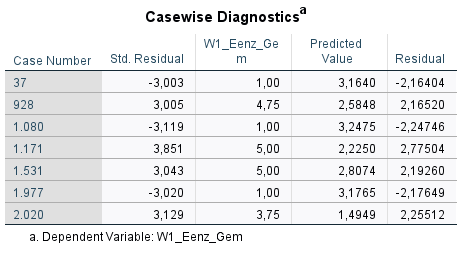 Casewise Diagnosticsa
Case Number Std. Residual W1_Eenz_Ge
m Predicted
Value Residual
37 -3,003 1,00 3,1640 -2,16404
928 3,005 4,75 2,5848 2,16520
1.080 -3,119 1,00 3,2475 -2,24746
1.171 3,851 5,00 2,2250 2,77504
1.531 3,043 5,00 2,8074 2,19260
1.977 -3,020 1,00 3,1765 -2,17649
2.020 3,129 3,75 1,4949 2,25512
a. Dependent Variable: W1_Eenz_Gem